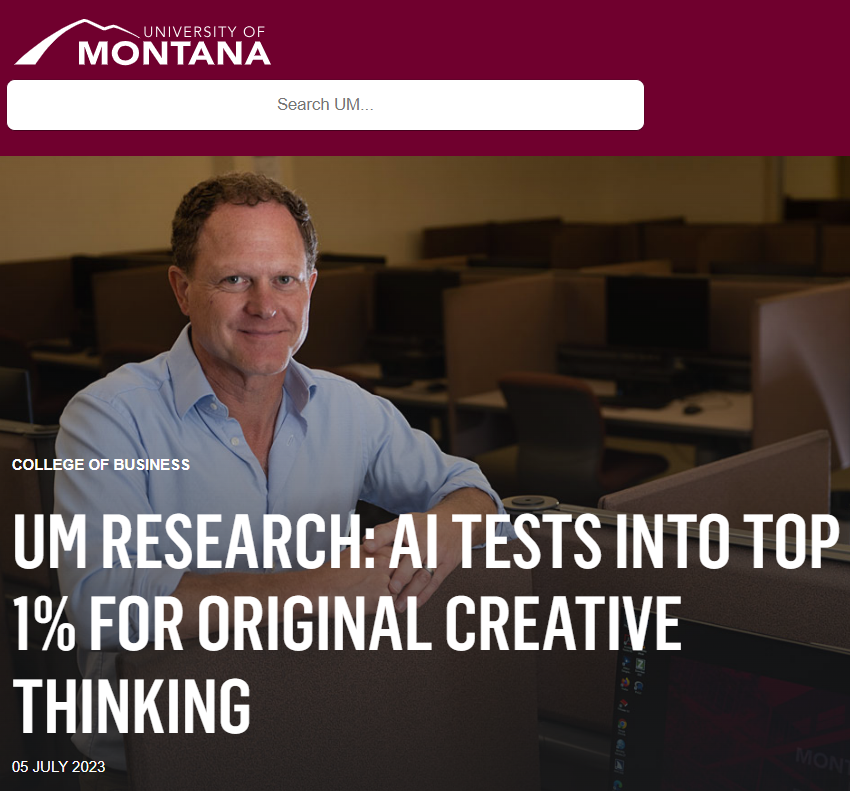 UNIVERSITY OF
MONTANA
Search UM...
COLLEGE OF BUSINESS
UM RESEARCH: AI TESTS INTO TOP
1% FOR ORIGINAL CREATIVE
THINKING
05 JULY 2023
MONT